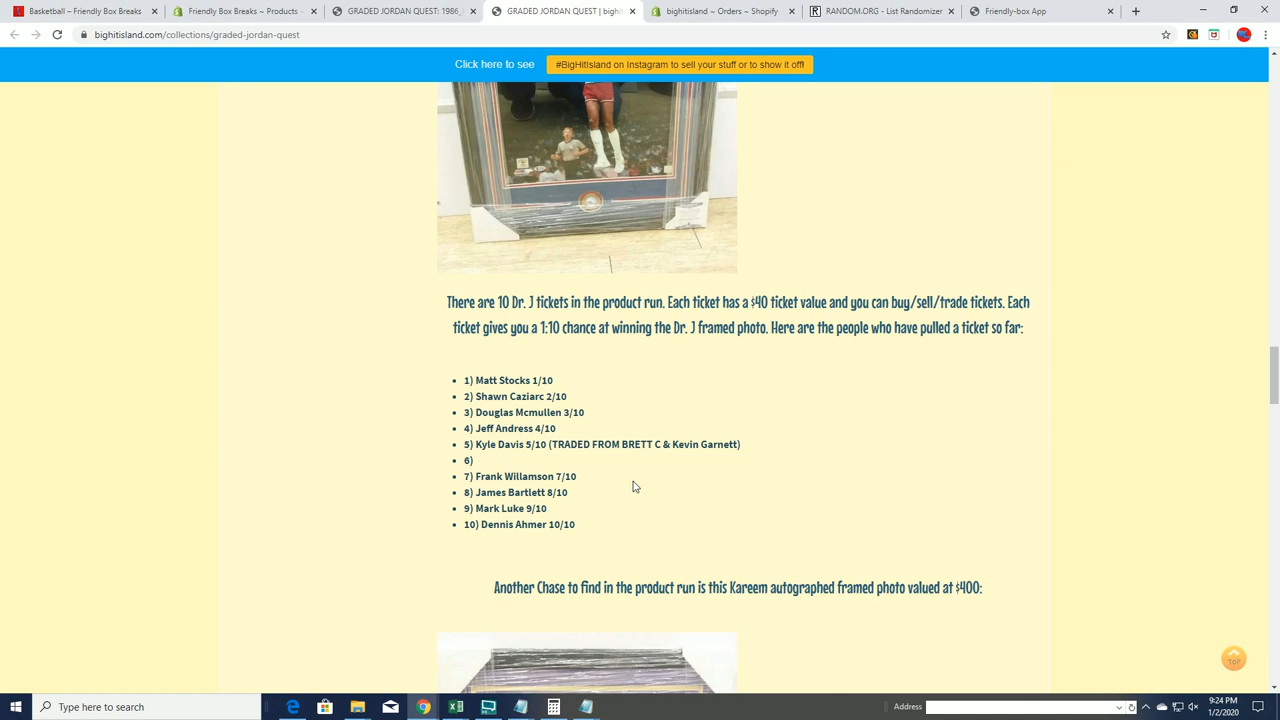 Basketball ~ Friendly Box Breaks
Friendly Box Breaks ~ Products ~
GRADED JORDAN QUEST: 1986
GRADED JORDAN QUEST | bigh
bighitisland ~ Orders ~ Shopify
RANDOM.ORG - List Randomizer
Friendly-box App
bighitisland.com/collections/graded-jordan-quest
Click here to see
#BigHitIsland on Instagram to sell your stuff or to show it off!
There are 10 Dr. J tickets in the product run. Each ticket has a $40 ticket value and you can buy/sell/trade tickets. Each
ticket gives you a 1:10 chance at winning the Dr. J framed photo. Here are the people who have pulled a ticket so far:
• 1) Matt Stocks 1/10
• 2) Shawn Caziarc 2/10
• 3) Douglas Mcmullen 3/10
• 4) Jeff Andress 4/10
• 5) Kyle Davis 5/10 (TRADED FROM BRETT C & Kevin Garnett)
• 6)
• 7) Frank Willamson 7/10
• 8) James Bartlett 8/10
• 9) Mark Luke 9/10
• 10) Dennis Ahmer 10/10
Another Chase to find in the product run is this Kareem autographed framed photo valued at $400:
TOP
Type here to search
Address
9:24 PM
1/2/2020